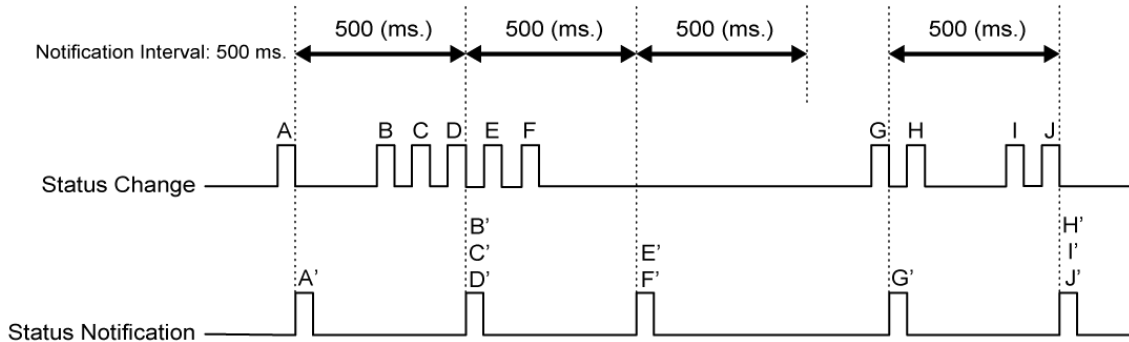 500 (ms.) 500 (ms.) 500 (ms.) 500 (ms.)
Notification Interval: 500 ms.
A B C D E F G H I J
Status Change
B’ H’
C’ E’ I’
A’ D’ F’ G’ J’
Status Notification